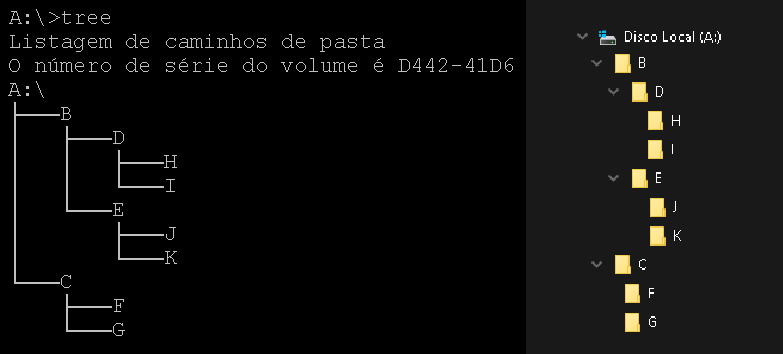 A:\>tree
Listagem de caminhos de pasta
O número de série do volume é D442-41D6
A:\
B
D
H
I
E
J
K
C
F
G
Disco Local (A:)
B
D
H
I
E
J
K
C
F
G